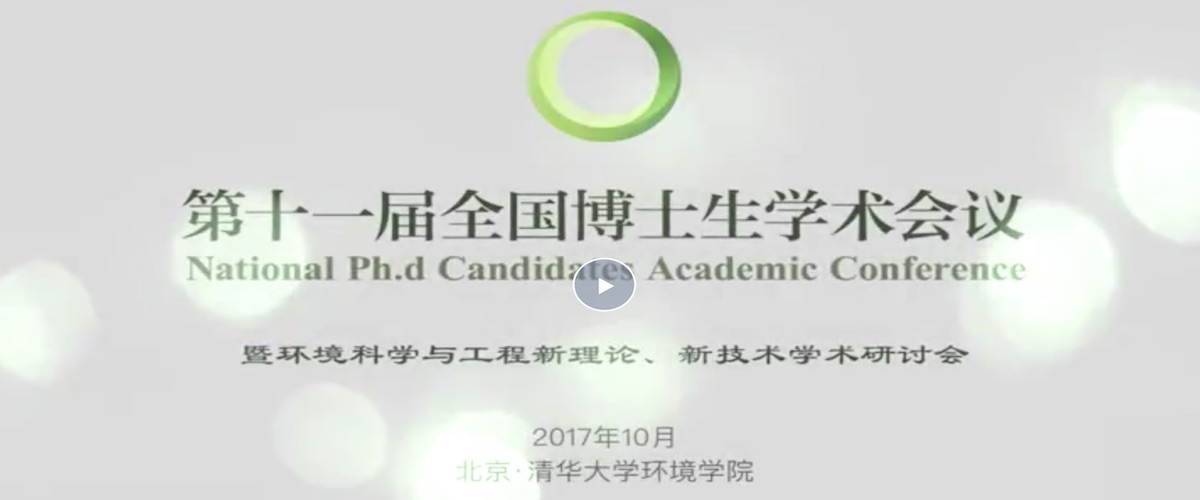 第十一届全国博士生学术会议
National Ph.d Candidates Academic Conference
暨环境科学与工程新理论、新技术学术研讨会
2017年10月
北京·清华大学环境学院